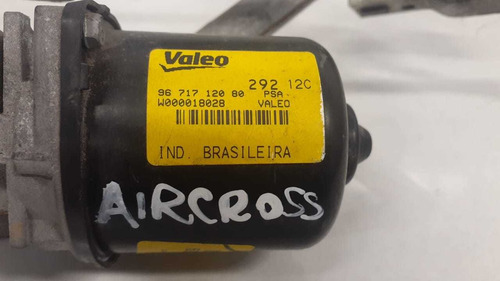 Valeo
292 12C
96 717 120 80 PSA
W000018028 VALEO
IND. BRASILEIRA
AIRCROSS